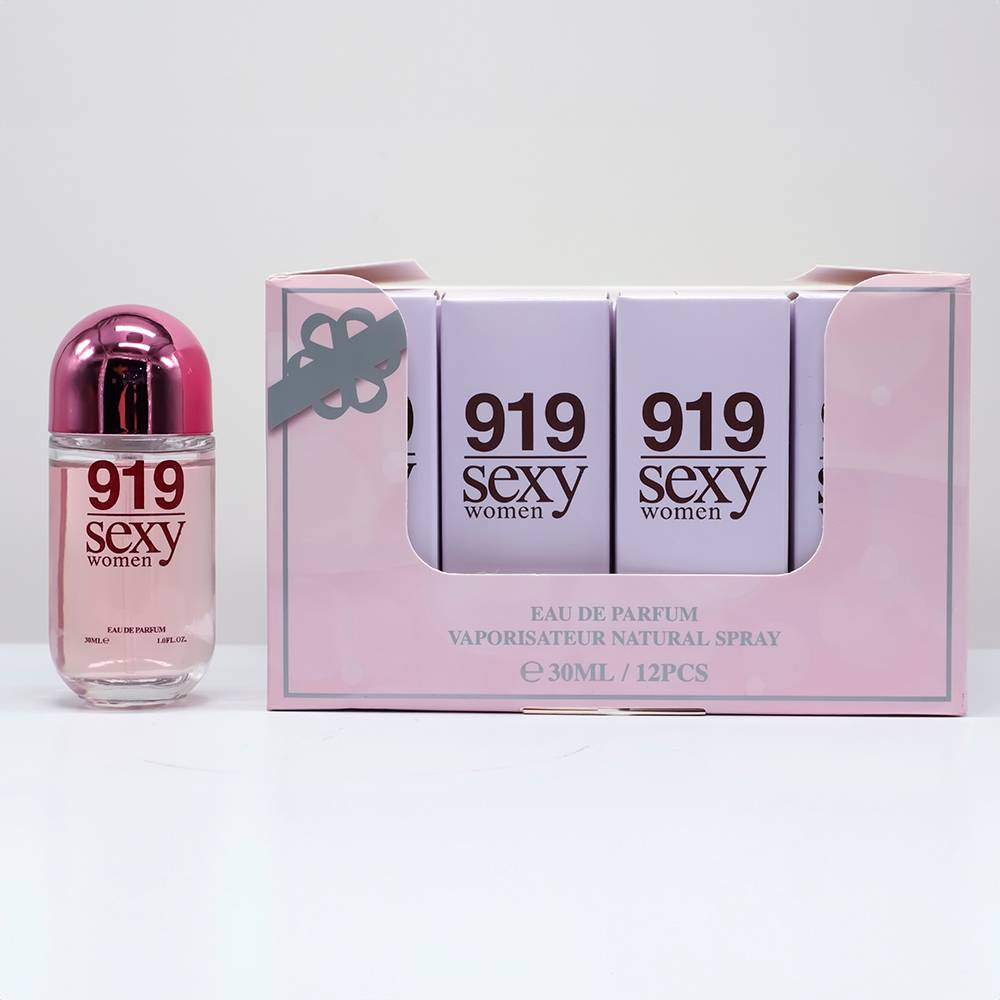 919
sexy
women
EAU DE PARFUM
30ML℮ 1.0FL.OZ.
919
sexy
women
919
sexy
women
EAU DE PARFUM
VAPORISATEUR NATURAL SPRAY
℮ 30ML / 12PCS